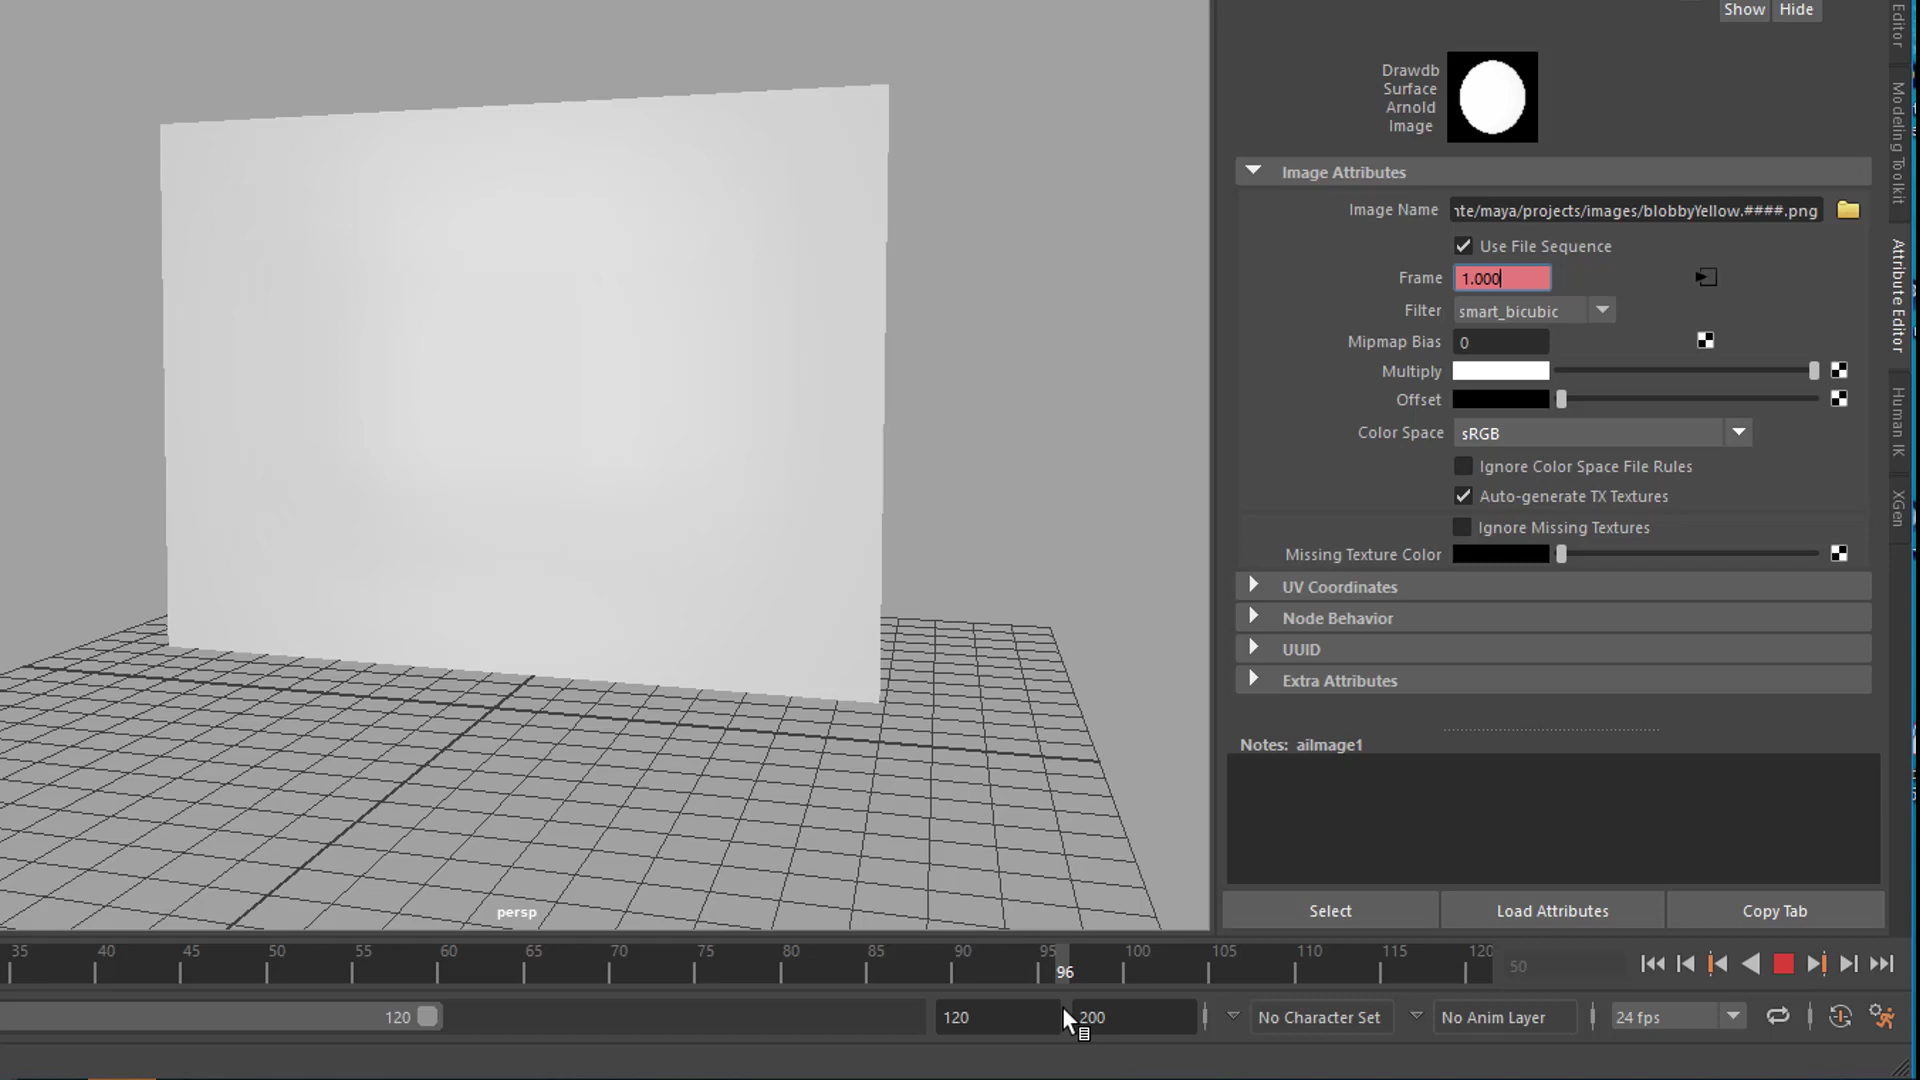 Show Hide
Drawdb
Surface
Arnold
Image
Image Attributes
Image Name nte/maya/projects/images/blobbyYellow.####.png
Use File Sequence
Frame 1.000
Filter smart_bicubic
Mipmap Bias 0
Multiply
Offset
Color Space sRGB
Ignore Color Space File Rules
Auto-generate TX Textures
Ignore Missing Textures
Missing Texture Color
UV Coordinates
Node Behavior
UUID
Extra Attributes
Notes: aiImage1
Select Load Attributes Copy Tab
Editor
Modeling Toolkit
Attribute Editor
Human IK
XGen
persp
35 40 45 50 55 60 65 70 75 80 85 90 95 100 105 110 115 120
96
50
120 120 200 No Character Set No Anim Layer 24 fps